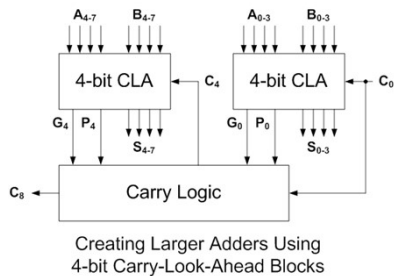 A4-7 B4-7 A0-3 B0-3
4-bit CLA C4 4-bit CLA C0
G4 P4 S4-7 G0 P0 S0-3
C8 Carry Logic
Creating Larger Adders Using
4-bit Carry-Look-Ahead Blocks